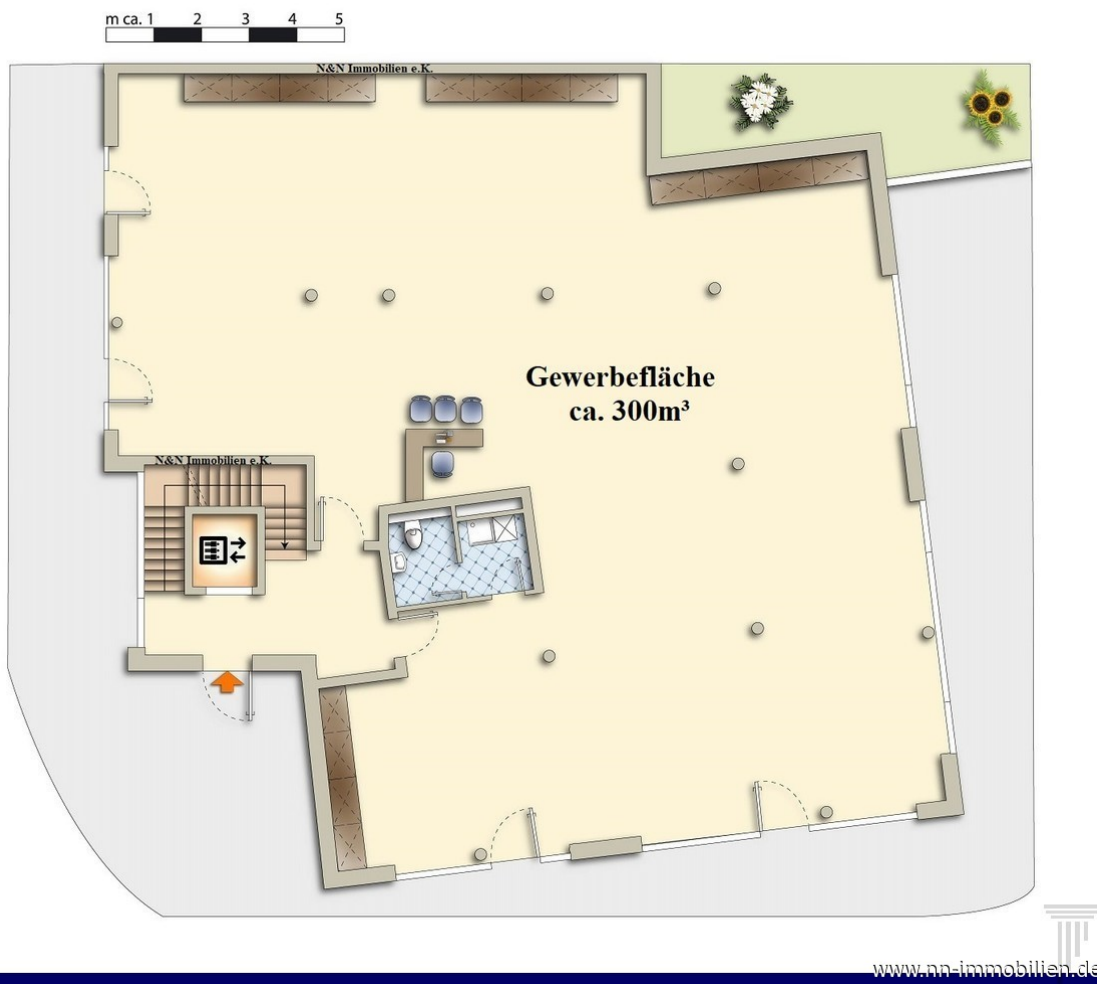 m ca. 1 2 3 4 5
N&N Immobilien e.K.
Gewerbefläche
ca. 300m³
N&N Immobilien e.K.
www.nn-immobilien.de